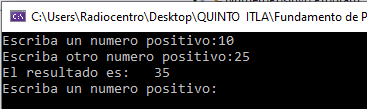 C:\Users\Radiocentro\Desktop\QUINTO ITLA\Fundamento de P
Escriba un numero positivo:10
Escriba otro numero positivo:25
El resultado es:   35
Escriba un numero positivo: